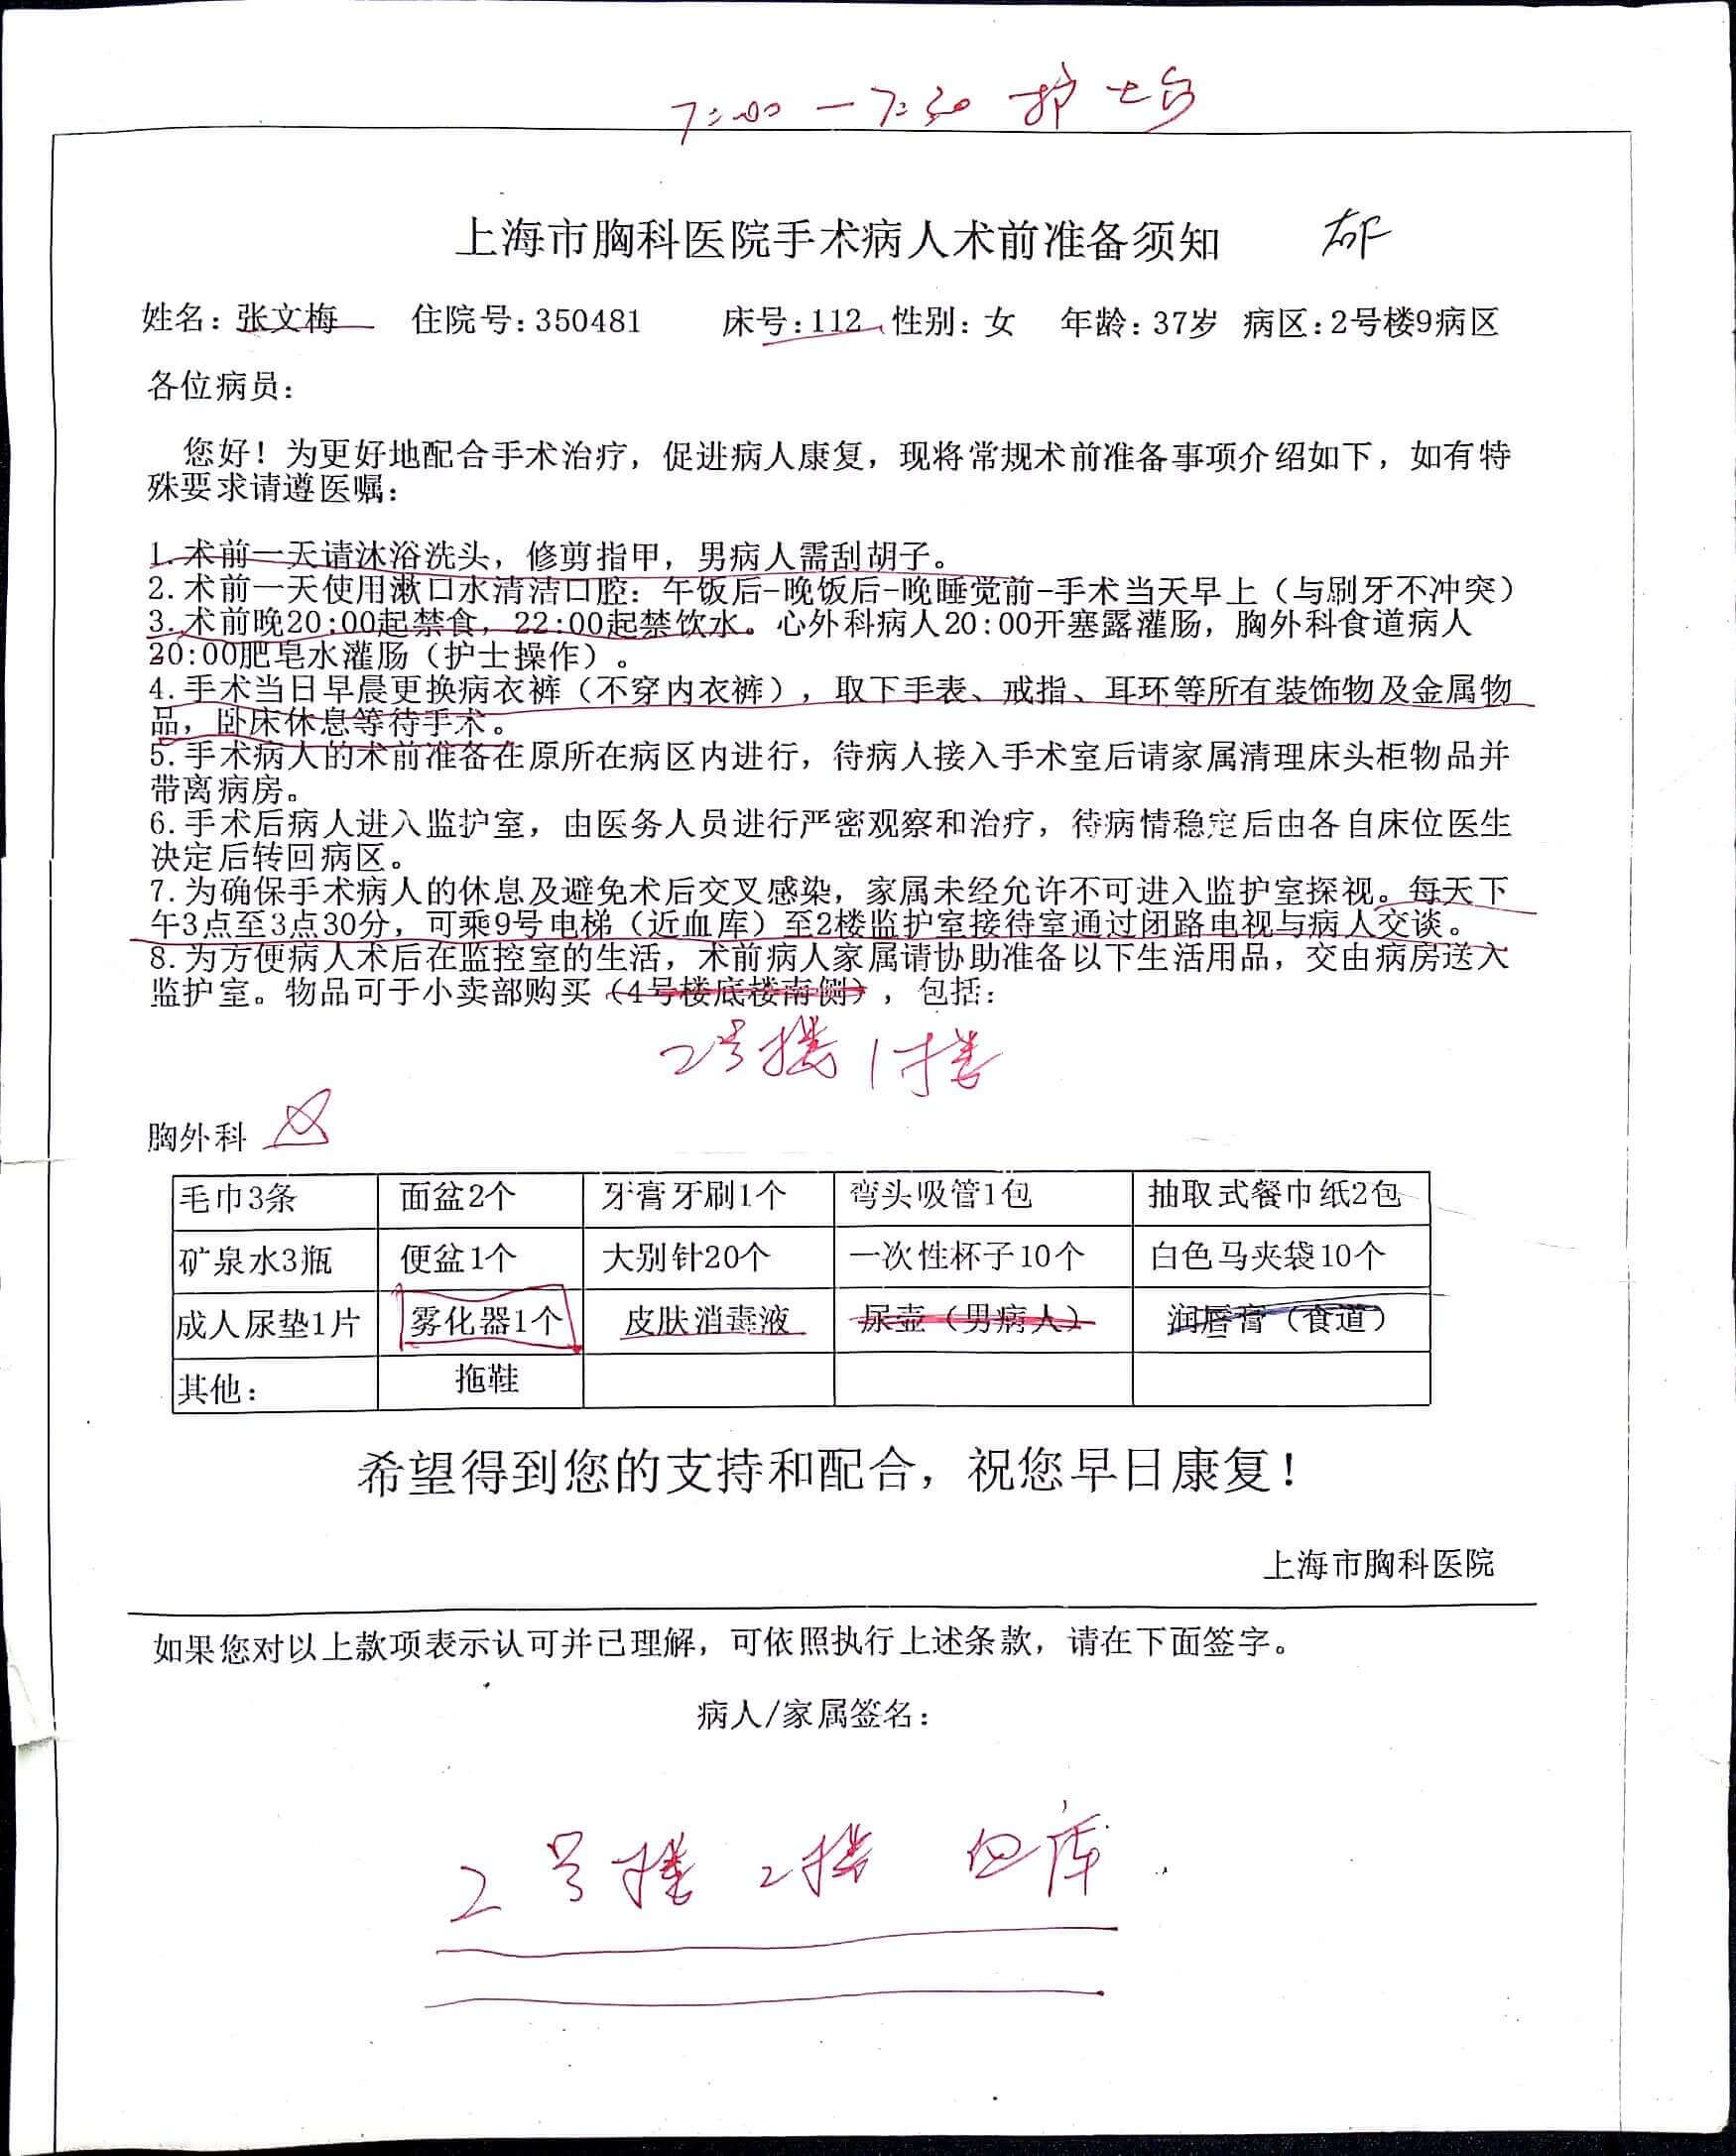 7:00-7:30 护士台
上海市胸科医院手术病人术前准备须知
姓名：张文梅 住院号：350481 床号：112 性别：女 年龄：37岁 病区：2号楼9病区
各位病员：
您好！为更好地配合手术治疗，促进病人康复，现将常规术前准备事项介绍如下，如有特
殊要求请遵医嘱：
1.术前一天请沐浴洗头，修剪指甲，男病人需刮胡子。
2.术前一天使用漱口水清洁口腔：午饭后-晚饭后-晚睡觉前-手术当天早上（与刷牙不冲突）
3.术前晚20:00起禁食，22:00起禁饮水。心外科病人20:00开塞露灌肠，胸外科食道病人
20:00肥皂水灌肠（护士操作）。
4.手术当日早晨更换病衣裤（不穿内衣裤），取下手表、戒指、耳环等所有装饰物及金属物
品，卧床休息等待手术。
5.手术病人的术前准备在原所在病区内进行，待病人接入手术室后请家属清理床头柜物品并
带离病房。
6.手术后病人进入监护室，由医务人员进行严密观察和治疗，待病情稳定后由各自床位医生
决定后转回病区。
7.为确保手术病人的休息及避免术后交叉感染，家属未经允许不可进入监护室探视。每天下
午3点至3点30分，可乘9号电梯（近血库）至2楼监护室接待室通过闭路电视与病人交谈。
8.为方便病人术后在监控室的生活，术前病人家属请协助准备以下生活用品，交由病房送入
监护室。物品可于小卖部购买（4号楼底楼南侧），包括：
2号楼1楼
胸外科
毛巾3条 面盆2个 牙膏牙刷1个 弯头吸管1包 抽取式餐巾纸2包
矿泉水3瓶 便盆1个 大别针20个 一次性杯子10个 白色马夹袋10个
成人尿垫1片 雾化器1个 皮肤消毒液 尿壶（男病人） 润唇膏（食道）
其他： 拖鞋
希望得到您的支持和配合，祝您早日康复！
上海市胸科医院
如果您对以上款项表示认可并已理解，可依照执行上述条款，请在下面签字。
病人/家属签名：
2号楼2楼 血库